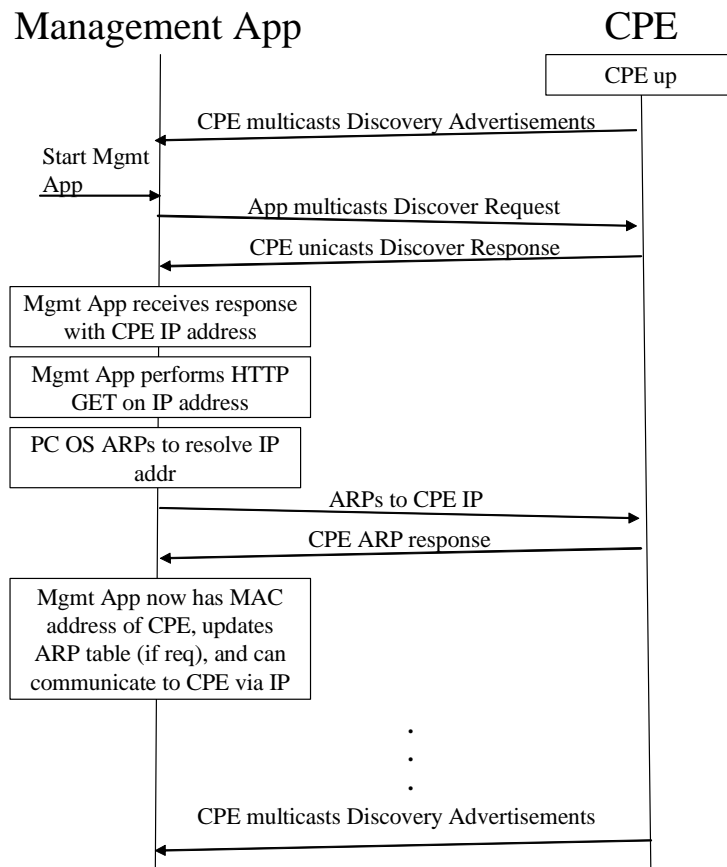 Management App
CPE
CPE up
CPE multicasts Discovery Advertisements
Start Mgmt
App
App multicasts Discover Request
CPE unicasts Discover Response
Mgmt App receives response
with CPE IP address
Mgmt App performs HTTP
GET on IP address
PC OS ARPs to resolve IP
addr
ARPs to CPE IP
CPE ARP response
Mgmt App now has MAC
address of CPE, updates
ARP table (if req), and can
communicate to CPE via IP
.
.
.
CPE multicasts Discovery Advertisements